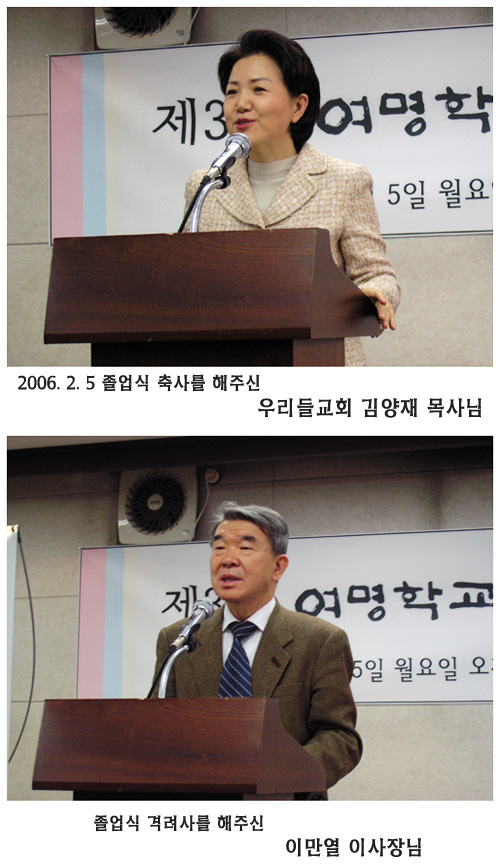 제3 여명학
5일 월요일
2006. 2. 5 졸업식 축사를 해주신
우리들교회 김양재 목사님
제3 여명학교
5일 월요일 오
졸업식 격려사를 해주신
이만열 이사장님